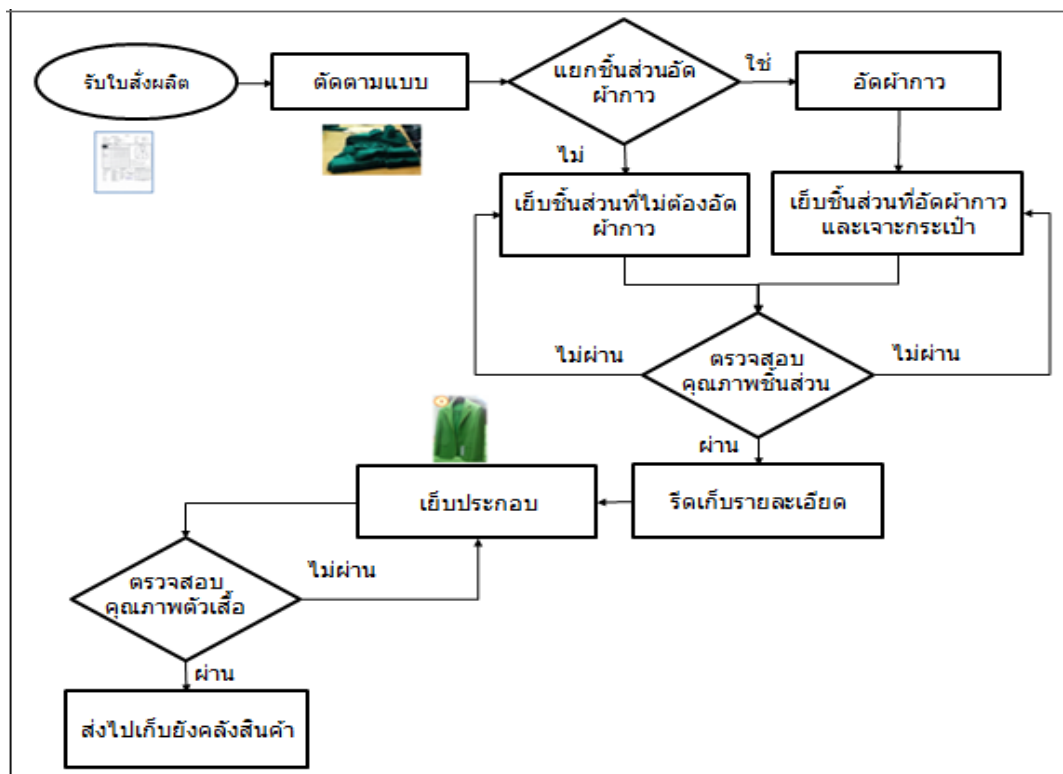 รับใบสั่งผลิต
ตัดตามแบบ
แยกชิ้นส่วนอัด
ผ้ากาว
ใช่
อัดผ้ากาว
ไม่
เย็บชิ้นส่วนที่ไม่ต้องอัด
ผ้ากาว
เย็บชิ้นส่วนที่อัดผ้ากาว
และเจาะกระเป๋า
ไม่ผ่าน
ตรวจสอบ
คุณภาพชิ้นส่วน
ไม่ผ่าน
ผ่าน
รีดเก็บรายละเอียด
เย็บประกอบ
ตรวจสอบ
คุณภาพตัวเสื้อ
ไม่ผ่าน
ผ่าน
ส่งไปเก็บยังคลังสินค้า